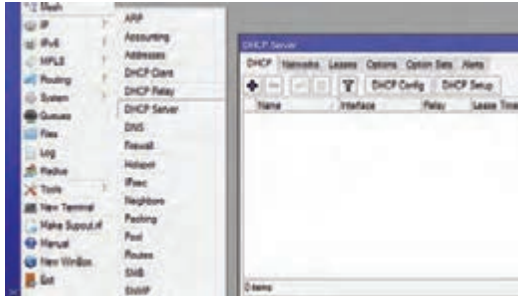 Mesh
IP
IPv6
MPLS
Routing
System
Queues
Files
Log
Radius
Tools
New Terminal
Make Supout.rif
Manual
New WinBox
Exit
ARP
Accounting
Addresses
DHCP Client
DHCP Relay
DHCP Server
DNS
Firewall
Hotspot
IPsec
Neighbors
Packing
Pool
Routes
SMB
SNMP
DHCP Server
DHCP Networks Leases Options Option Sets Alerts
DHCP Config DHCP Setup
Name Interface Relay Lease Time
0 items